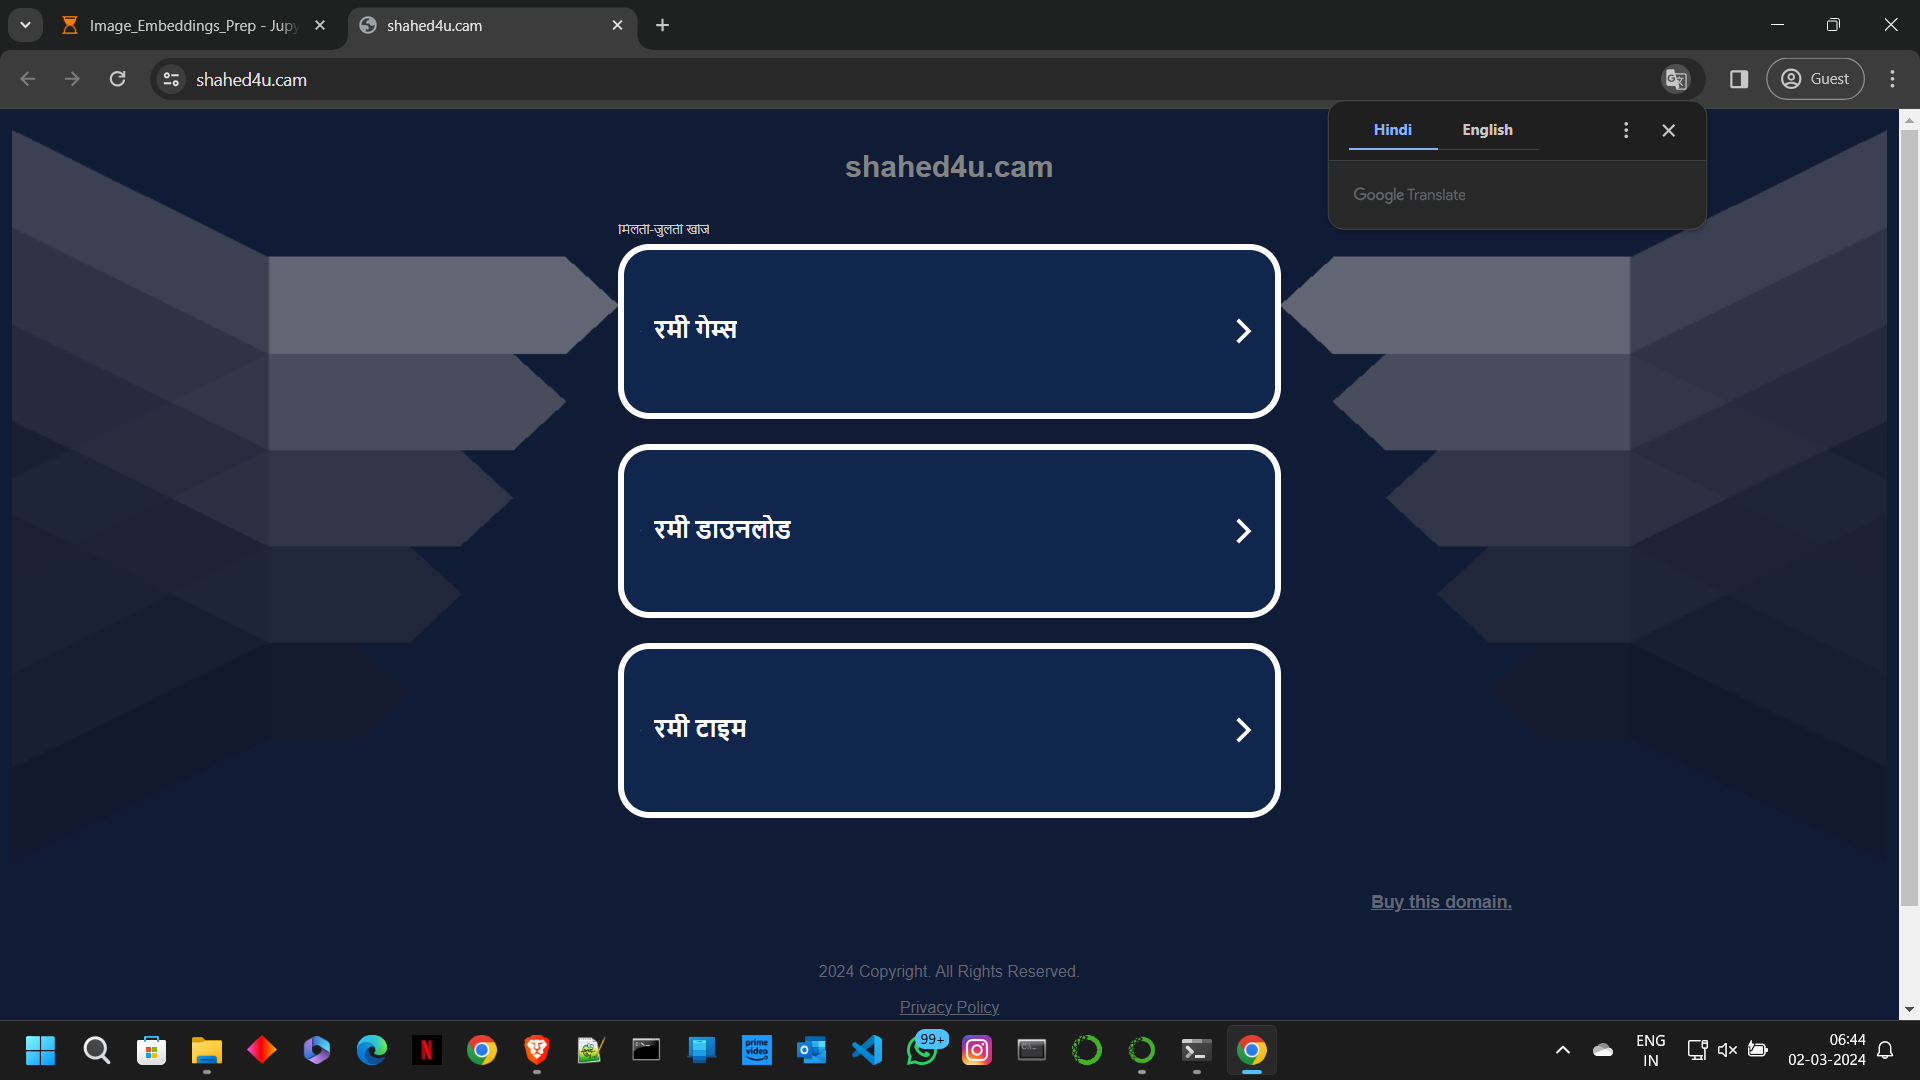 Image_Embeddings_Prep - Jupy
shahed4u.cam
shahed4u.cam
Guest
Hindi
English
Google Translate
shahed4u.cam
मिलती-जुलती खोजें
रमी गेम्स
रमी डाउनलोड
रमी टाइम
Buy this domain.
2024 Copyright. All Rights Reserved.
Privacy Policy
N
prime video
99+
ENG
IN
06:44
02-03-2024